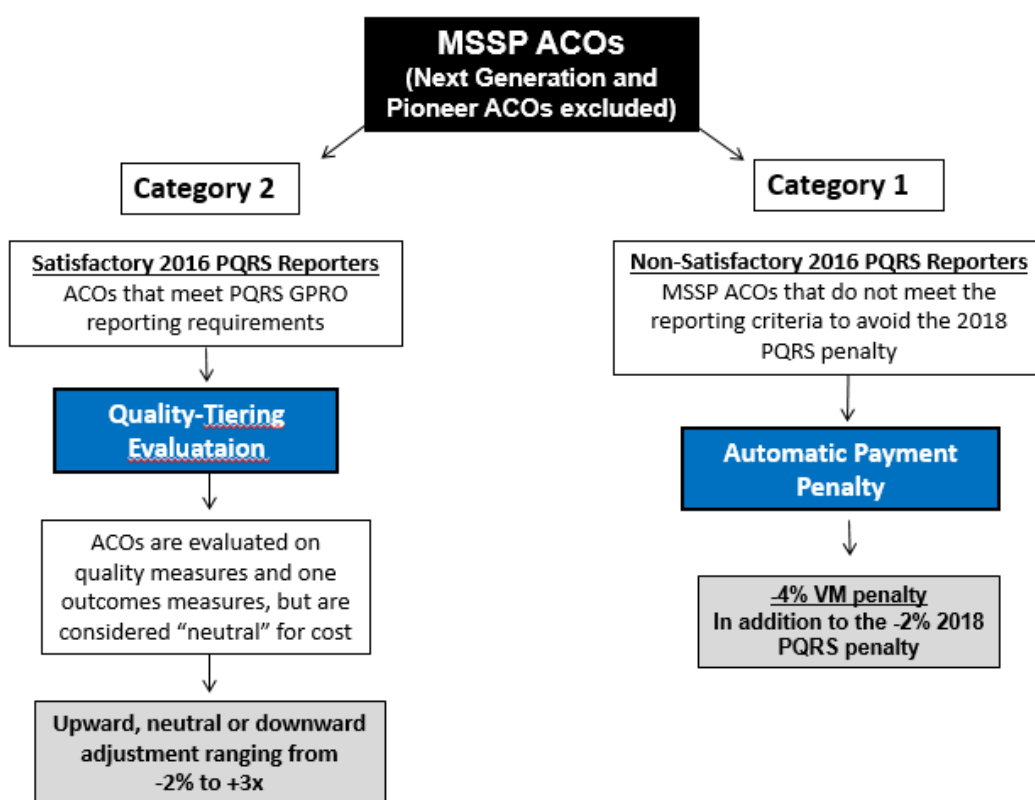 MSSP ACOs
(Next Generation and
Pioneer ACOs excluded)
Category 2
Category 1
Satisfactory 2016 PQRS Reporters
ACOs that meet PQRS GPRO
reporting requirements
Non-Satisfactory 2016 PQRS Reporters
MSSP ACOs that do not meet the
reporting criteria to avoid the 2018
PQRS penalty
Quality-Tiering
Evaluataion
Automatic Payment
Penalty
ACOs are evaluated on
quality measures and one
outcomes measures, but are
considered “neutral” for cost
-4% VM penalty
In addition to the -2% 2018
PQRS penalty
Upward, neutral or downward
adjustment ranging from
-2% to +3x